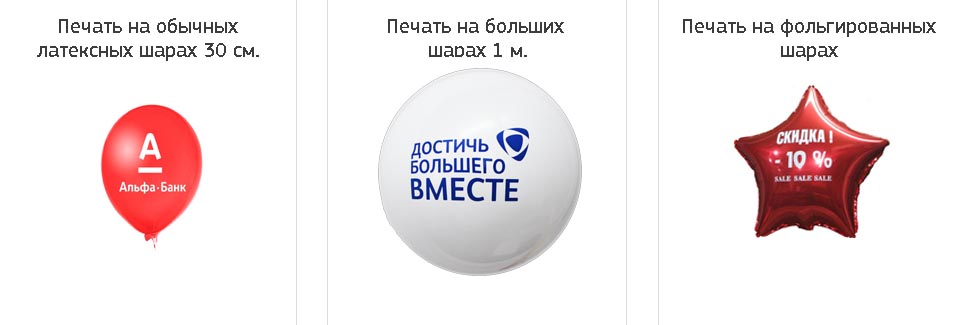 Печать на обычных
латексных шарах 30 см.
А
Альфа·Банк
Печать на больших
шарах 1 м.
ДОСТИЧЬ
БОЛЬШЕГО
ВМЕСТЕ
Печать на фольгированных
шарах
СКИДКА !
- 10 %
SALE SALE SALE